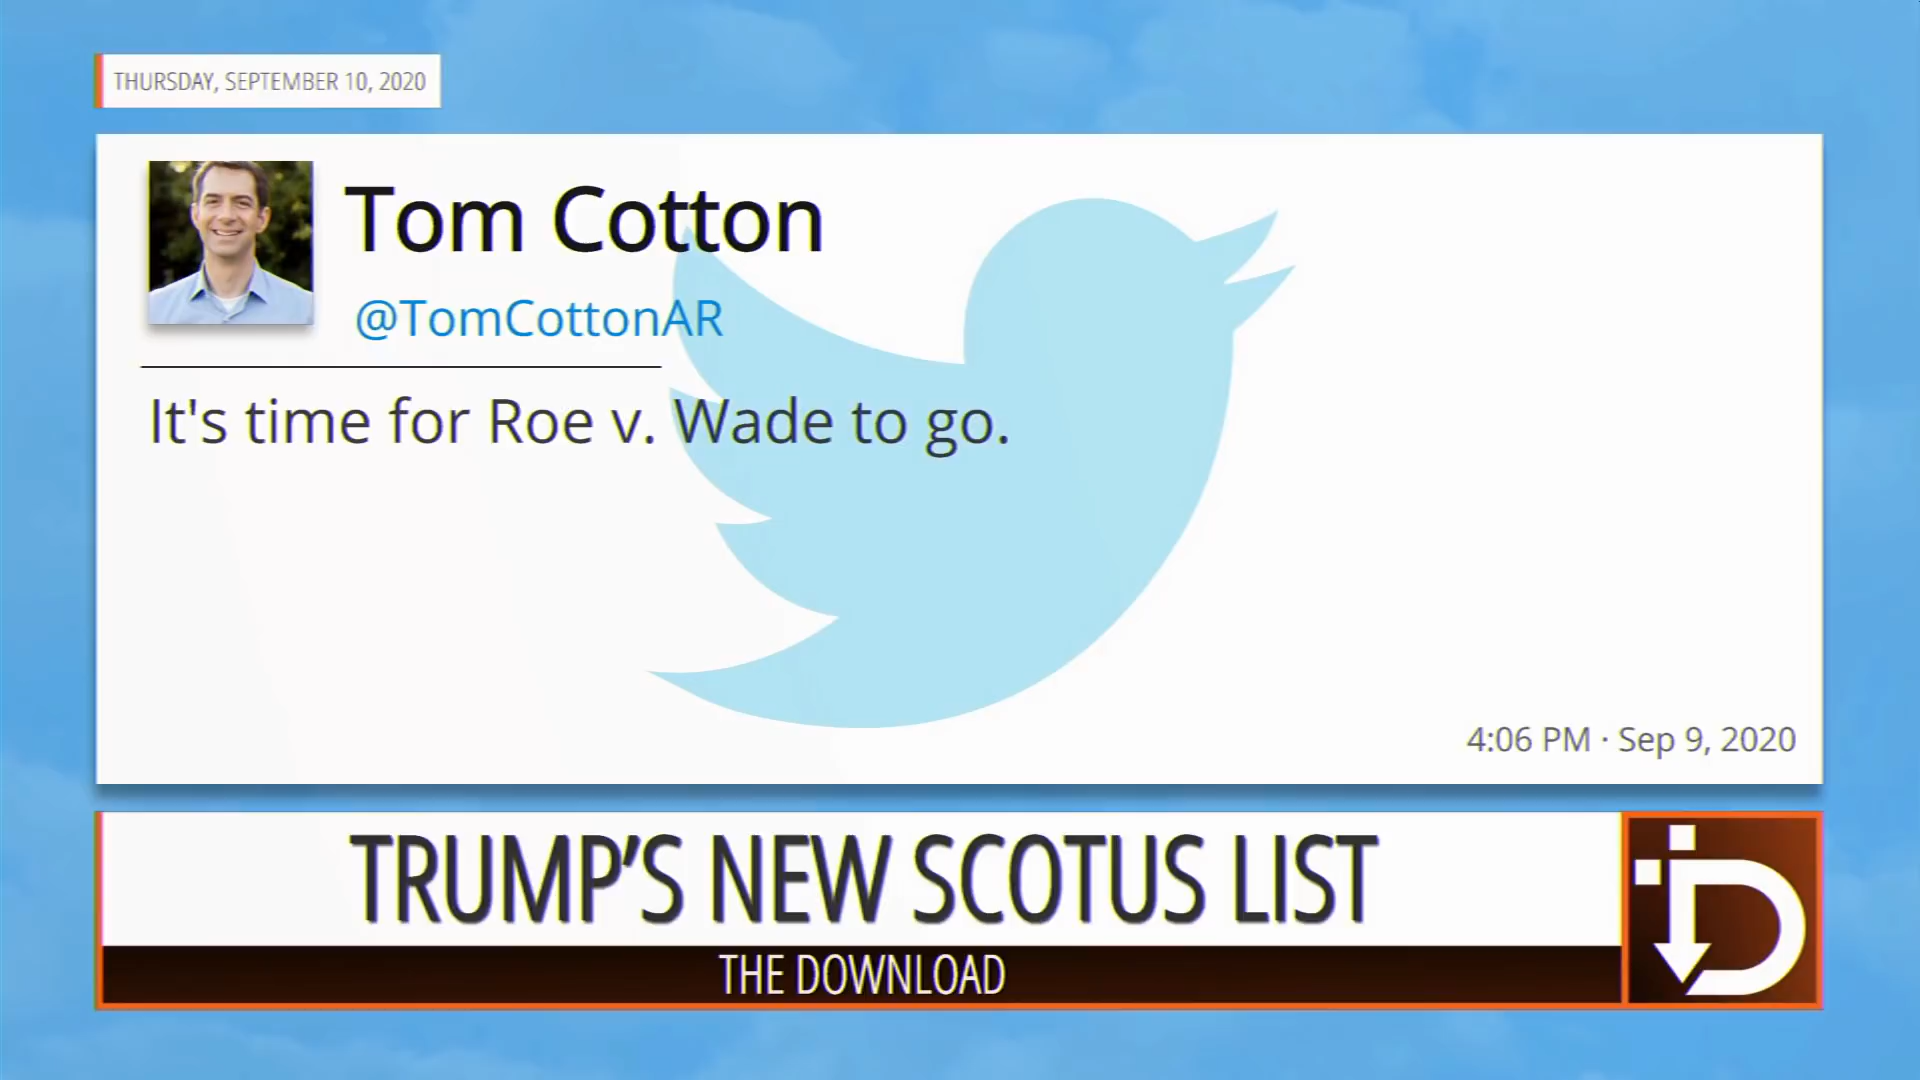 THURSDAY, SEPTEMBER 10, 2020
Tom Cotton
@TomCottonAR
It's time for Roe v. Wade to go.
4:06 PM · Sep 9, 2020
TRUMP'S NEW SCOTUS LIST
THE DOWNLOAD